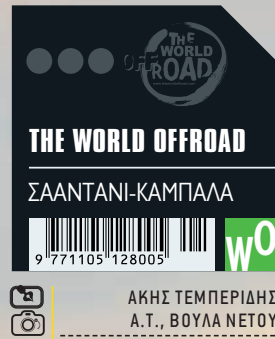 THE
WORLD
OFF ROAD
THE WORLD OFFROAD
ΣΑΑΝΤΑΝΙ-ΚΑΜΠΑΛΑ
9 771105 128005
WO
ΑΚΗΣ ΤΕΜΠΕΡΙΔΗΣ
Α.Τ., ΒΟΥΛΑ ΝΕΤΟΥ